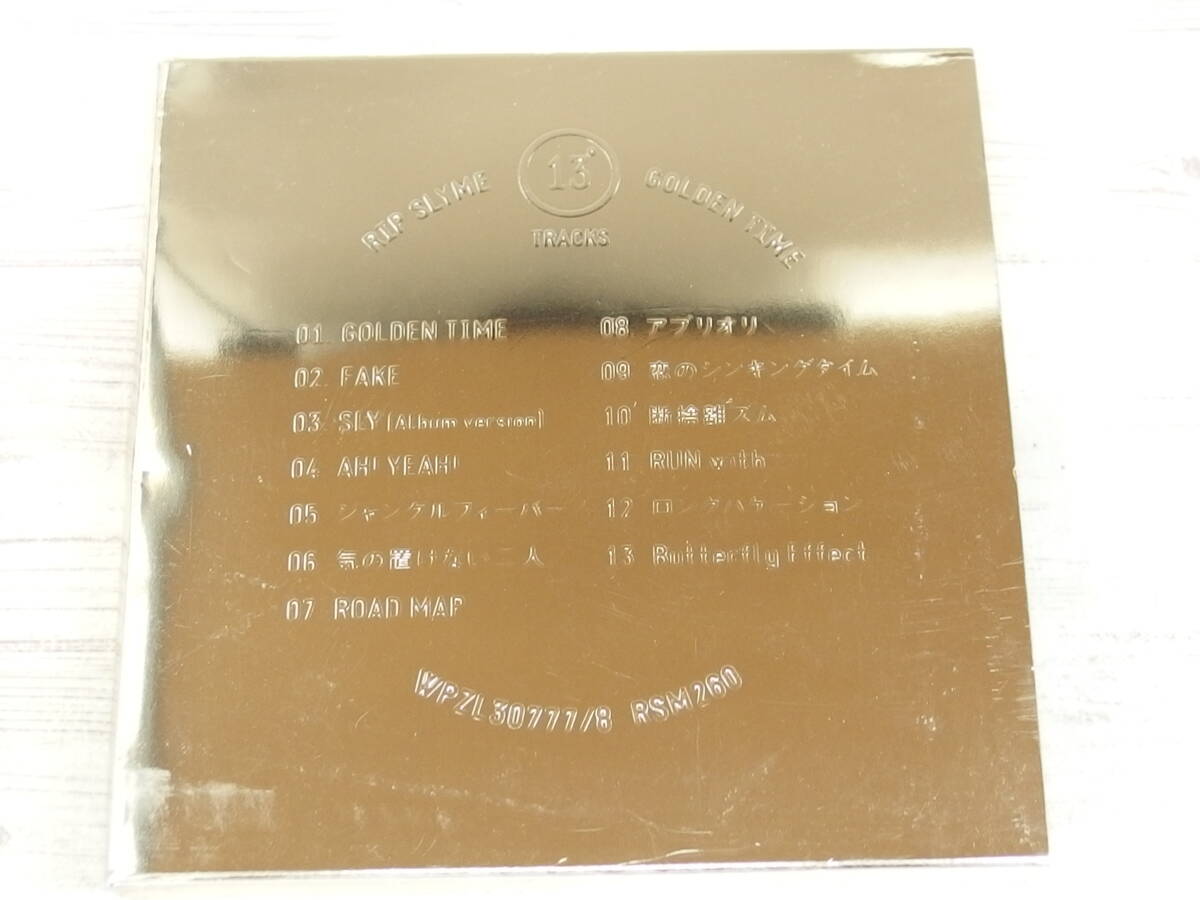 RIP SLYME
13°
GOLDEN TIME
TRACKS
01. GOLDEN TIME
02. FAKE
03. SLY (Album version)
04. AH! YEAH!
05. ジャングルフィーバー
06. 気の置けない二人
07. ROAD MAP
08. アプリオリ
09. 恋のシンキングタイム
10. 断捨離ズム
11. RUN with
12. ロングバケーション
13. Butterfly Effect
WPZL30777/8 RSM260